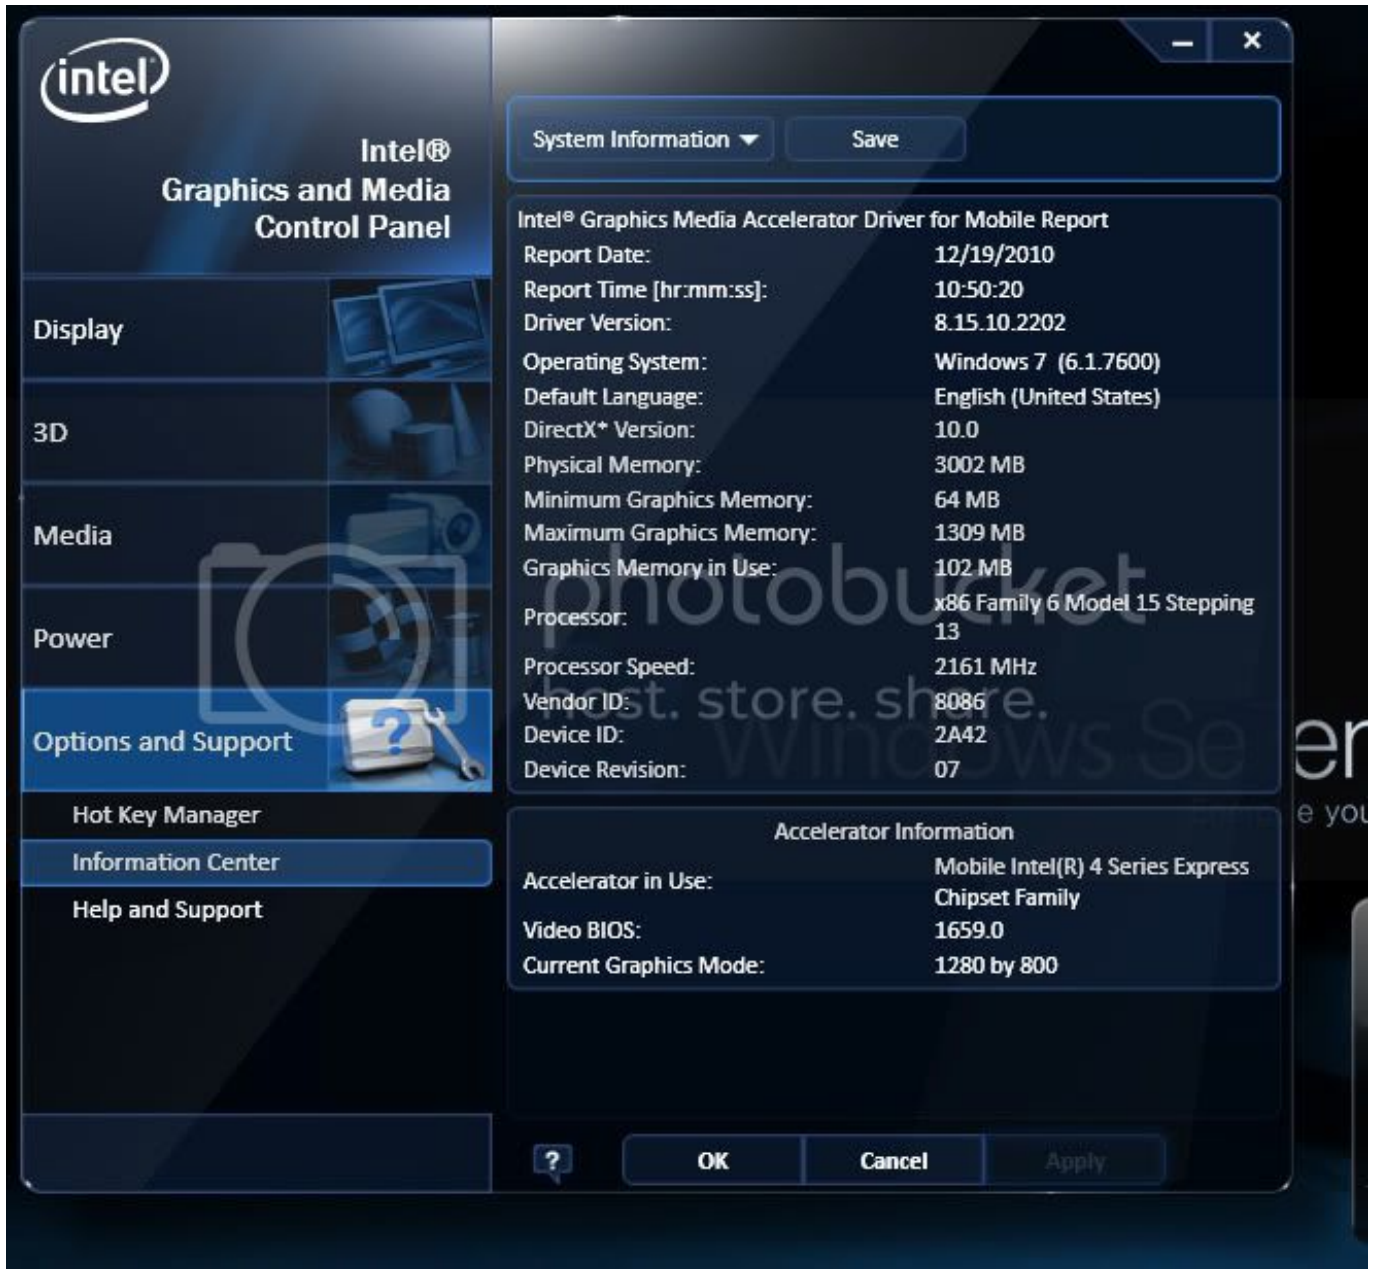 intel
Intel®
Graphics and Media
Control Panel
Display
3D
Media
Power
Options and Support
Hot Key Manager
Information Center
Help and Support
System Information
Save
Intel® Graphics Media Accelerator Driver for Mobile Report
Report Date: 12/19/2010
Report Time [hr:mm:ss]: 10:50:20
Driver Version: 8.15.10.2202
Operating System: Windows 7 (6.1.7600)
Default Language: English (United States)
DirectX* Version: 10.0
Physical Memory: 3002 MB
Minimum Graphics Memory: 64 MB
Maximum Graphics Memory: 1309 MB
Graphics Memory in Use: 102 MB
Processor: x86 Family 6 Model 15 Stepping
13
Processor Speed: 2161 MHz
Vendor ID: 8086
Device ID: 2A42
Device Revision: 07
Accelerator Information
Accelerator in Use: Mobile Intel(R) 4 Series Express
Chipset Family
Video BIOS: 1659.0
Current Graphics Mode: 1280 by 800
?
OK
Cancel
Apply
photobucket
host. store. share.
Windows Se er
e you